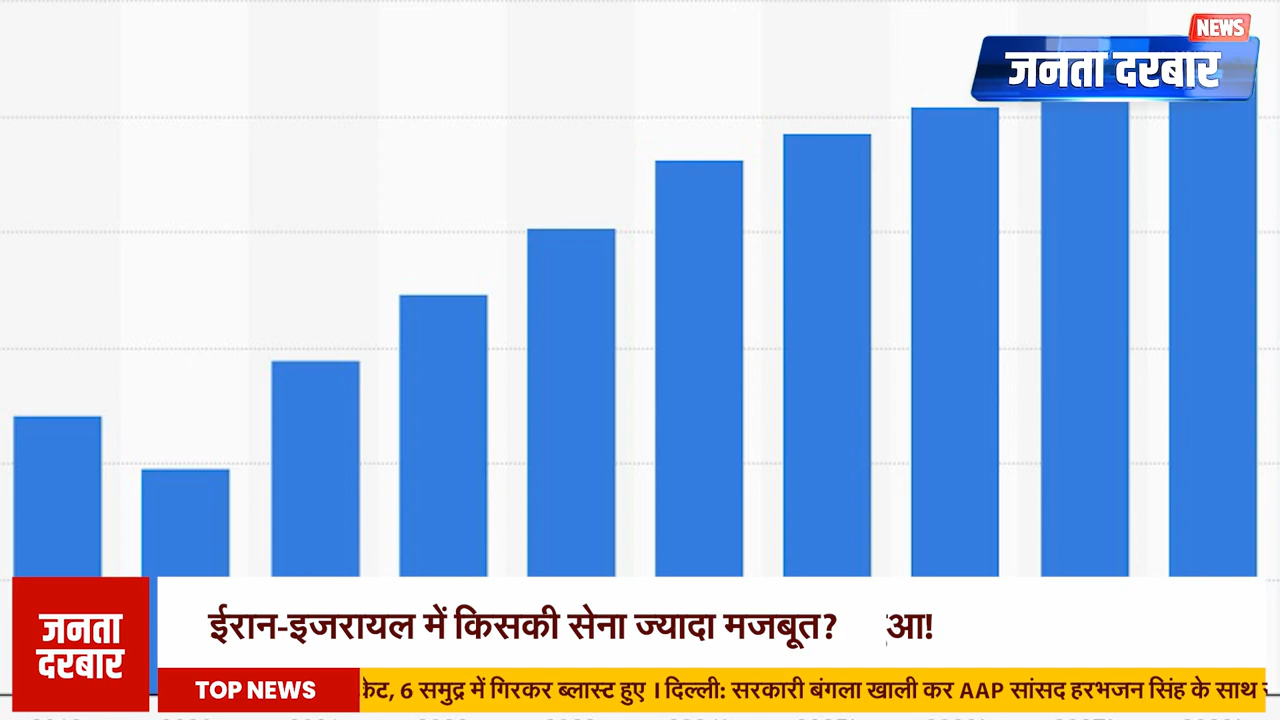 NEWS
जनता दरबार
ईरान-इजरायल में किसकी सेना ज्यादा मजबूत? आ!
जनता
दरबार
TOP NEWS
6 समुद्र में गिरकर ब्लास्ट हुए । दिल्ली: सरकारी बंगला खाली कर AAP सांसद हरभजन सिंह के साथ